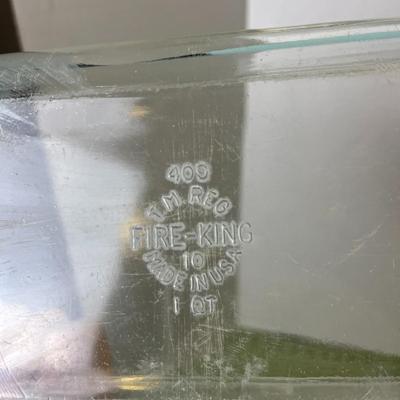 409
T.M. REG
FIRE-KING
10
MADE IN USA
1 QT